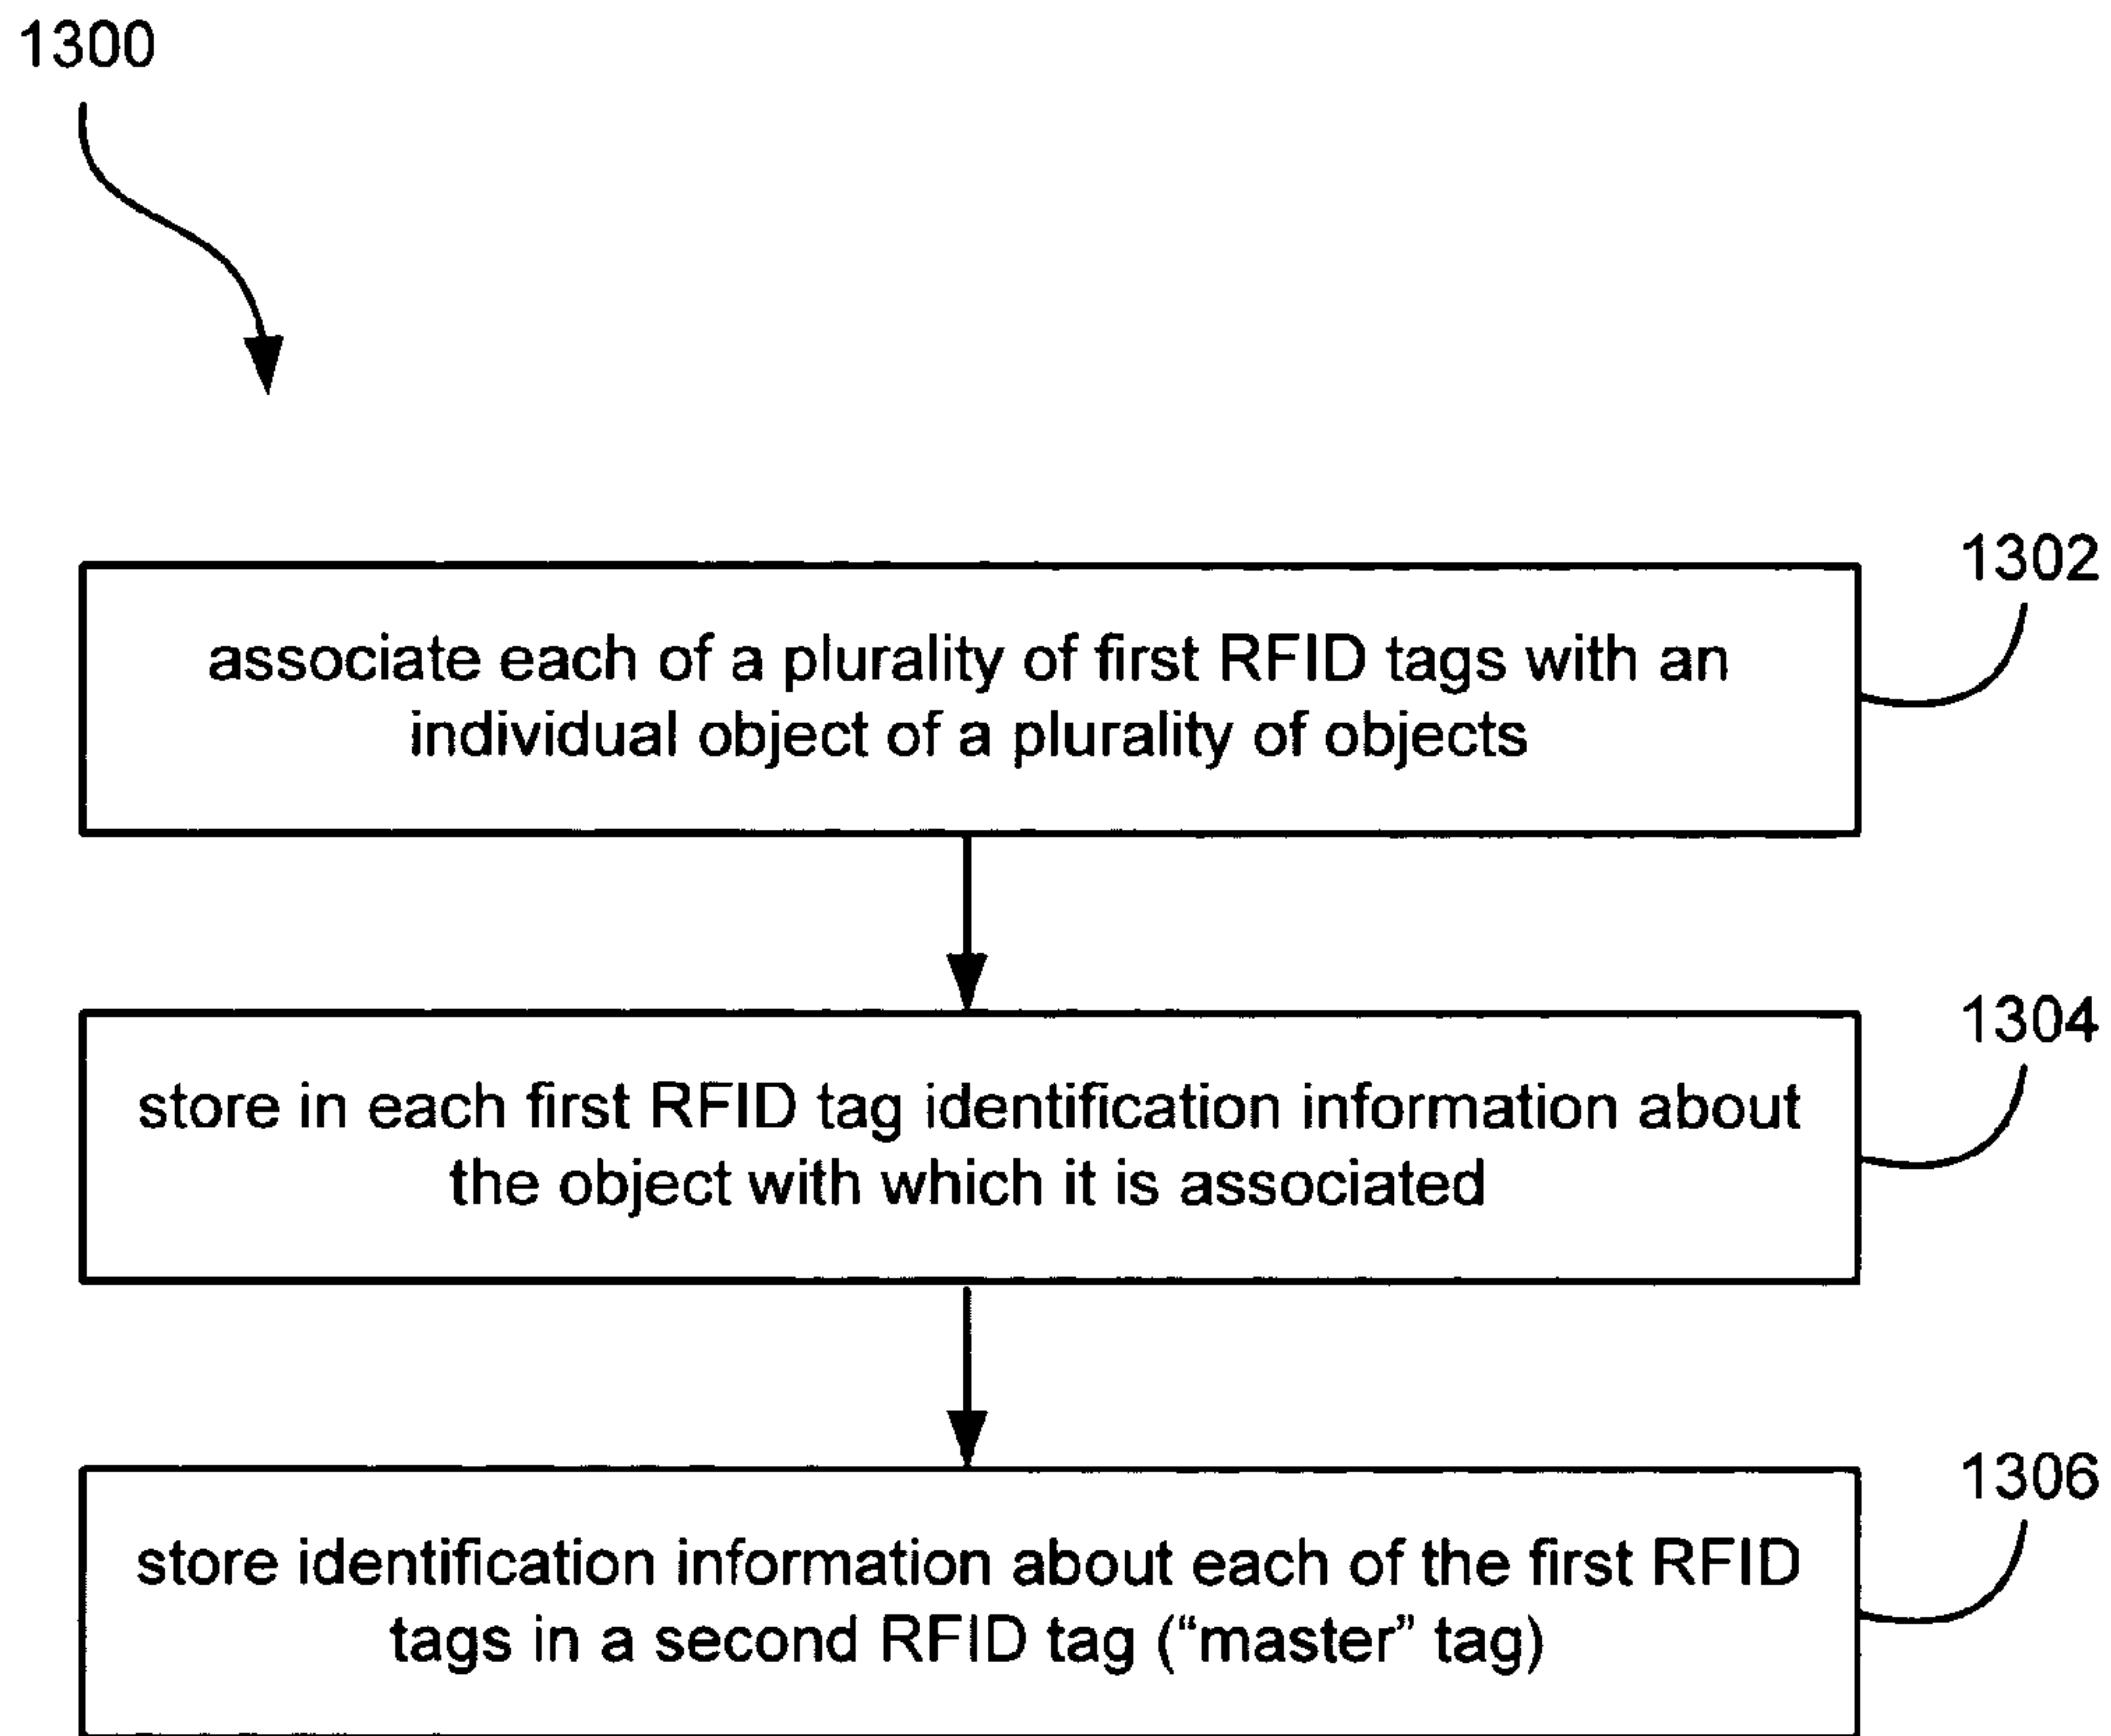 1300
1302
associate each of a plurality of first RFID tags with an
individual object of a plurality of objects
1304
store in each first RFID tag identification information about
the object with which it is associated
1306
store identification information about each of the first RFID
tags in a second RFID tag (“master” tag)